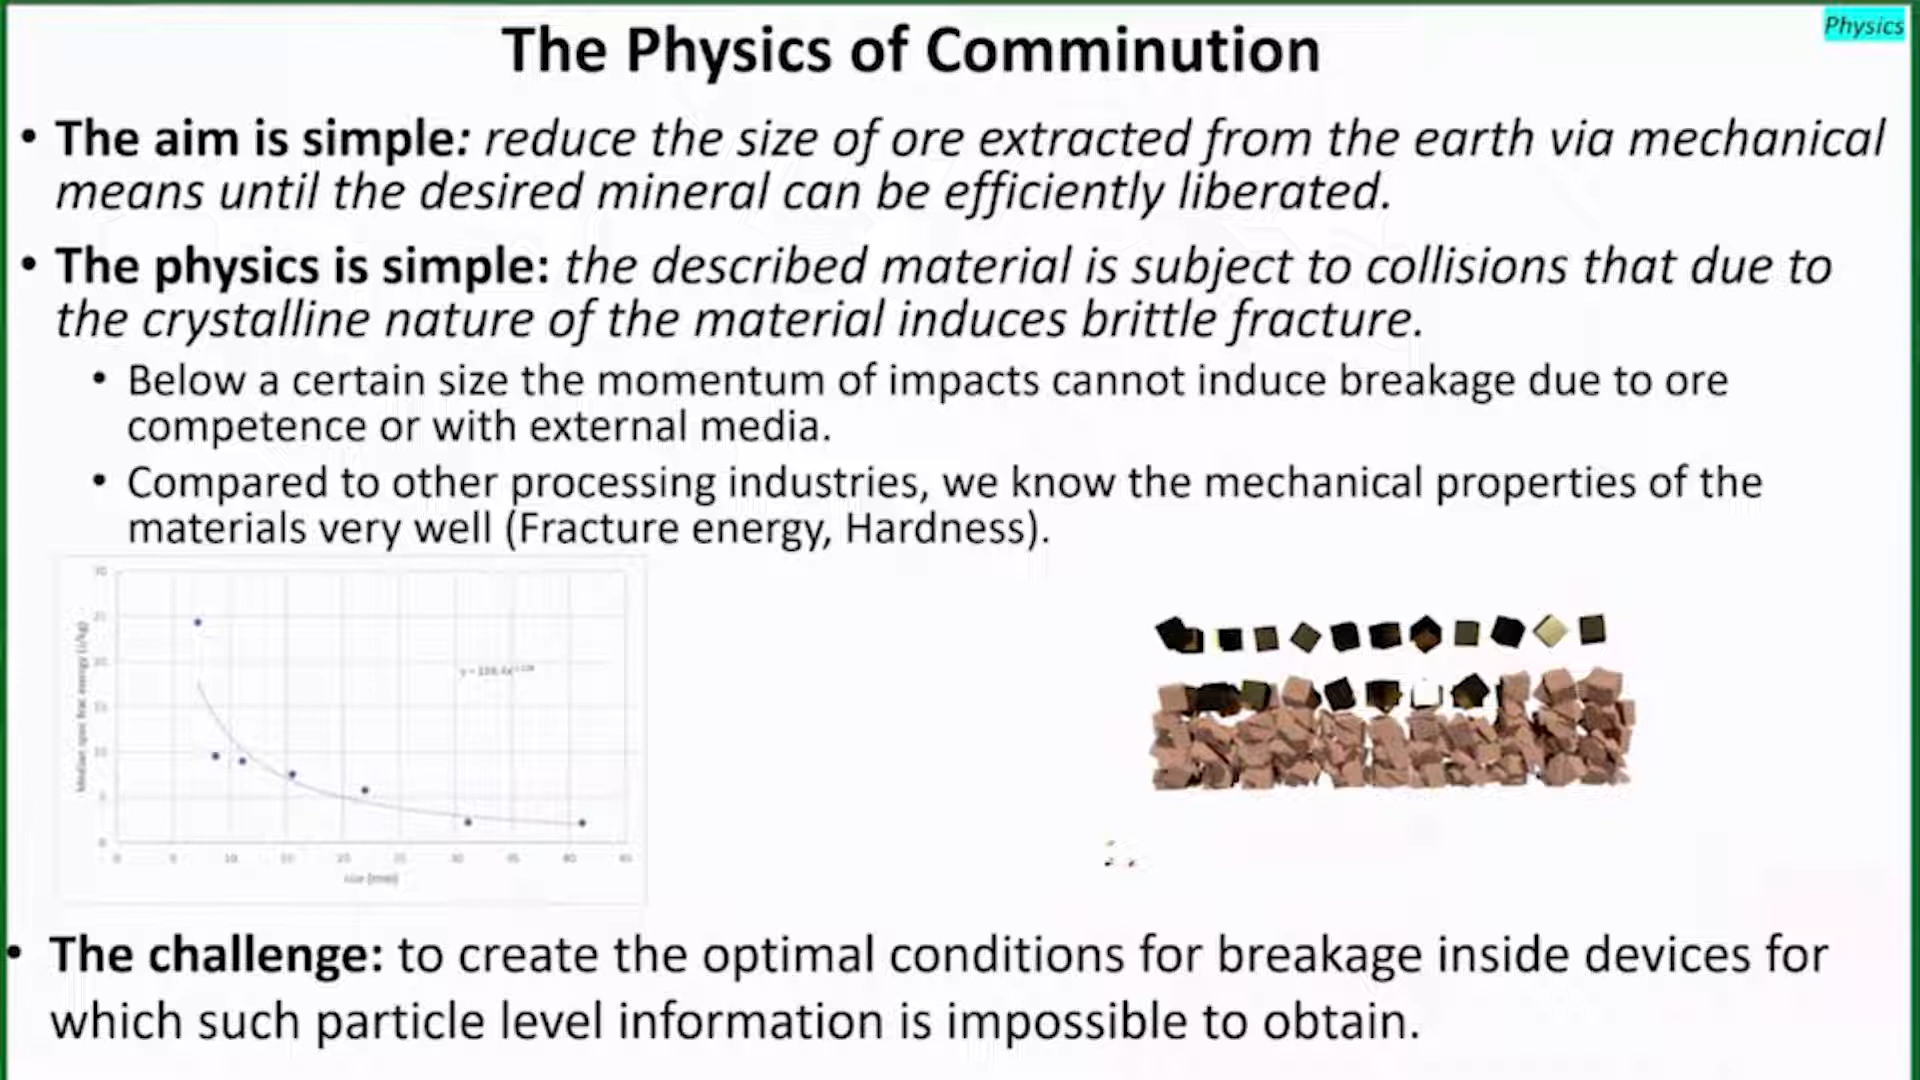 Physics
The Physics of Comminution
• The aim is simple: reduce the size of ore extracted from the earth via mechanical
means until the desired mineral can be efficiently liberated.
• The physics is simple: the described material is subject to collisions that due to
the crystalline nature of the material induces brittle fracture.
• Below a certain size the momentum of impacts cannot induce breakage due to ore
competence or with external media.
• Compared to other processing industries, we know the mechanical properties of the
materials very well (Fracture energy, Hardness).
size (mm)
• The challenge: to create the optimal conditions for breakage inside devices for
which such particle level information is impossible to obtain.